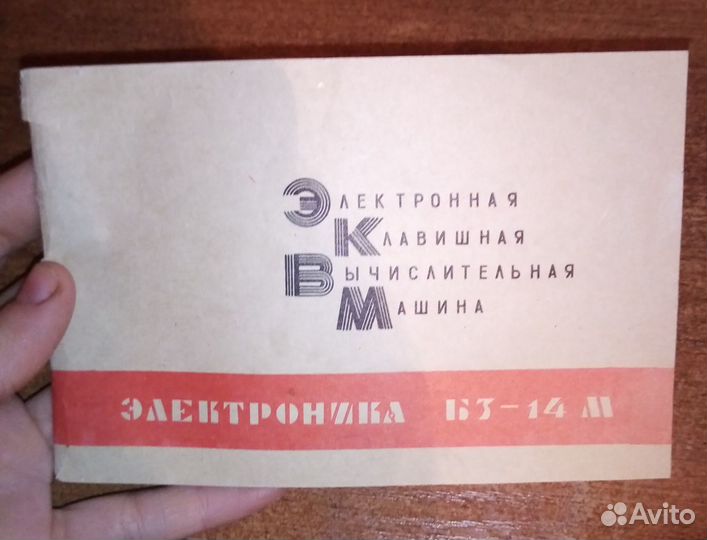 Электронная
Клавишная
Вычислительная
Машина
ЭЛЕКТРОНИКА Б3-14 М
Avito